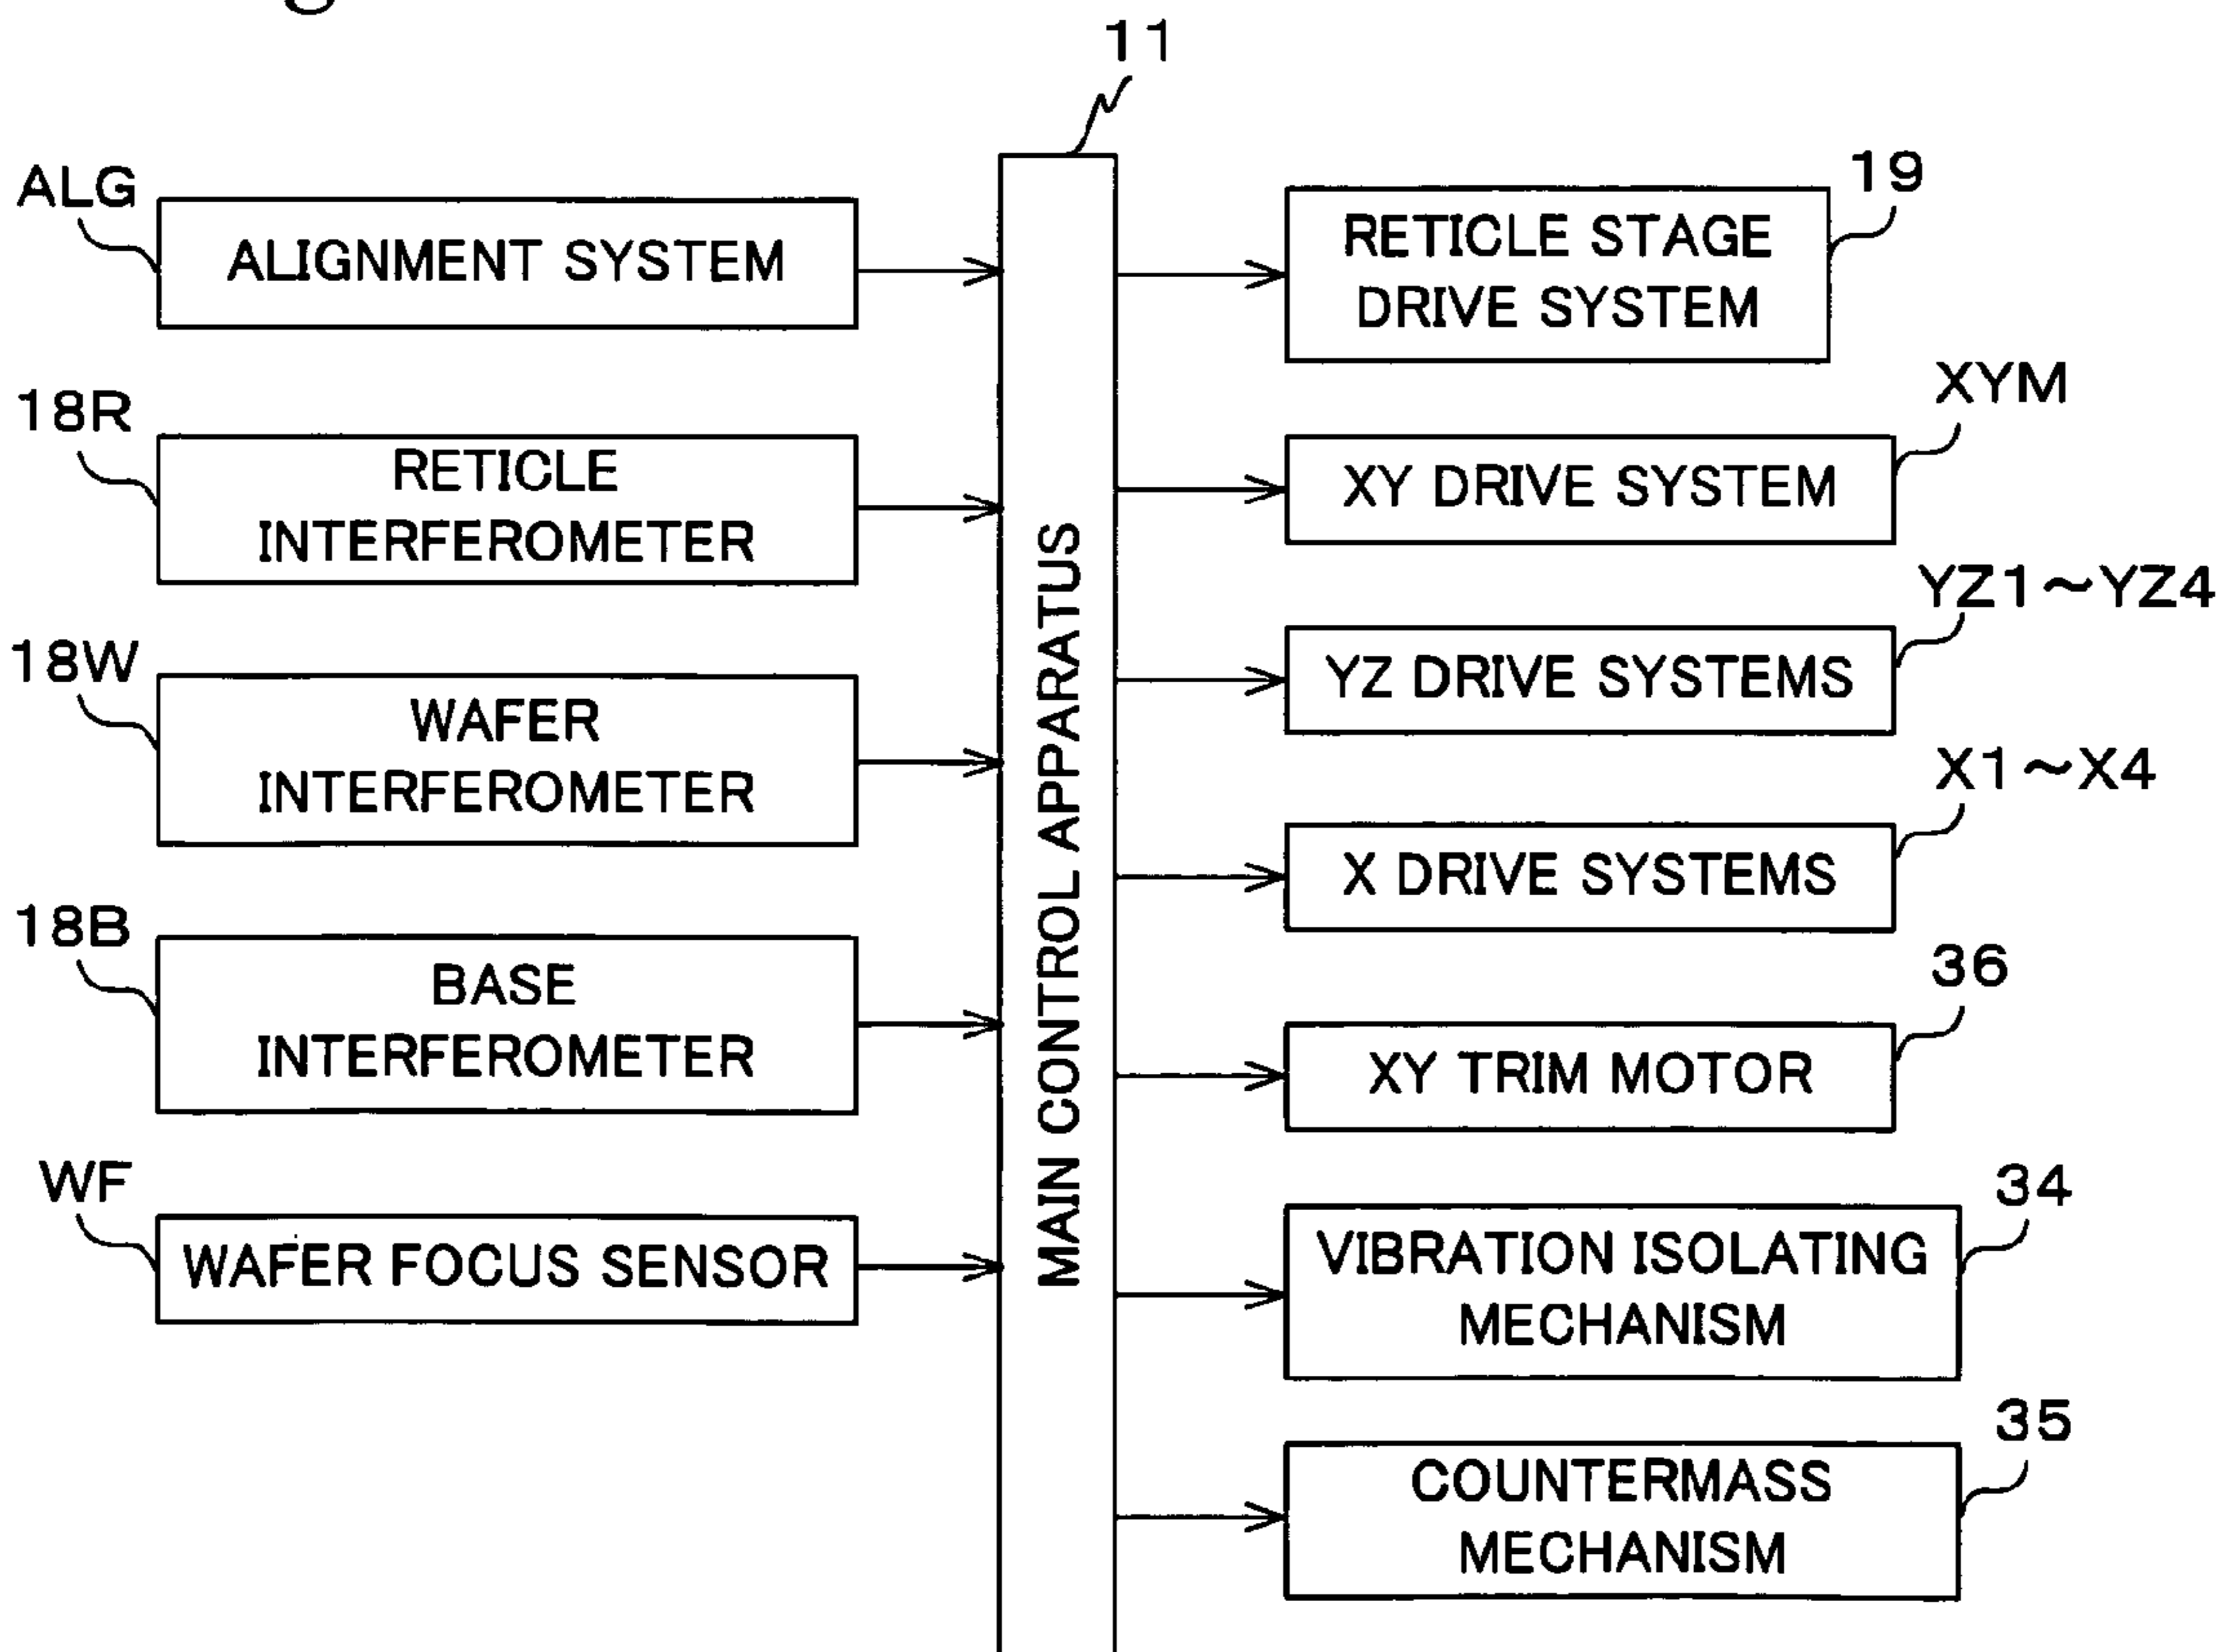 11
ALG
ALIGNMENT SYSTEM
18R
RETICLE
INTERFEROMETER
18W
WAFER
INTERFEROMETER
18B
BASE
INTERFEROMETER
WF
WAFER FOCUS SENSOR
MAIN CONTROL APPARATUS
19
RETICLE STAGE
DRIVE SYSTEM
XYM
XY DRIVE SYSTEM
YZ1～YZ4
YZ DRIVE SYSTEMS
X1～X4
X DRIVE SYSTEMS
36
XY TRIM MOTOR
34
VIBRATION ISOLATING
MECHANISM
35
COUNTERMASS
MECHANISM